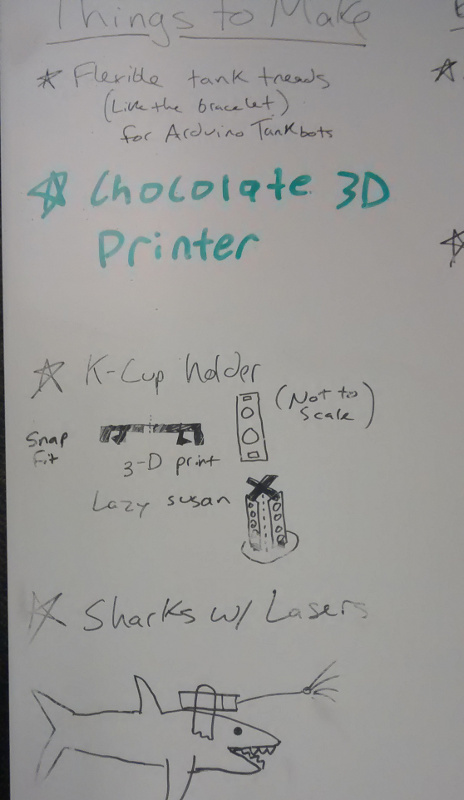 Things to Make
Flexible tank treads
(Like the bracelet)
for Arduino Tankbots
Chocolate 3D
Printer
K-Cup holder
(Not to
Scale)
Snap
fit
3-D print
Lazy susan
Sharks w/ Lasers